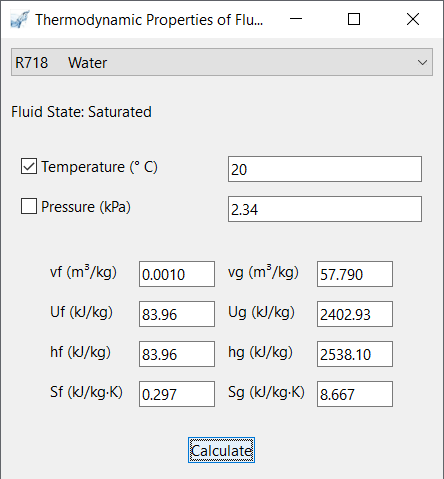 Thermodynamic Properties of Flu...
R718 Water
Fluid State: Saturated
Temperature (° C) 20
Pressure (kPa) 2.34
vf (m³/kg) 0.0010 vg (m³/kg) 57.790
Uf (kJ/kg) 83.96 Ug (kJ/kg) 2402.93
hf (kJ/kg) 83.96 hg (kJ/kg) 2538.10
Sf (kJ/kg·K) 0.297 Sg (kJ/kg·K) 8.667
Calculate